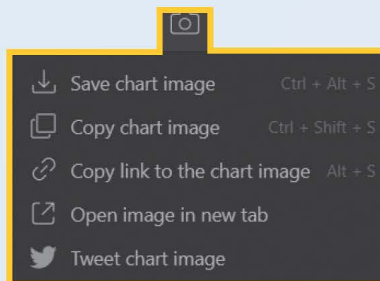 Save chart image Ctrl + Alt + S
Copy chart image Ctrl + Shift + S
Copy link to the chart image Alt + S
Open image in new tab
Tweet chart image